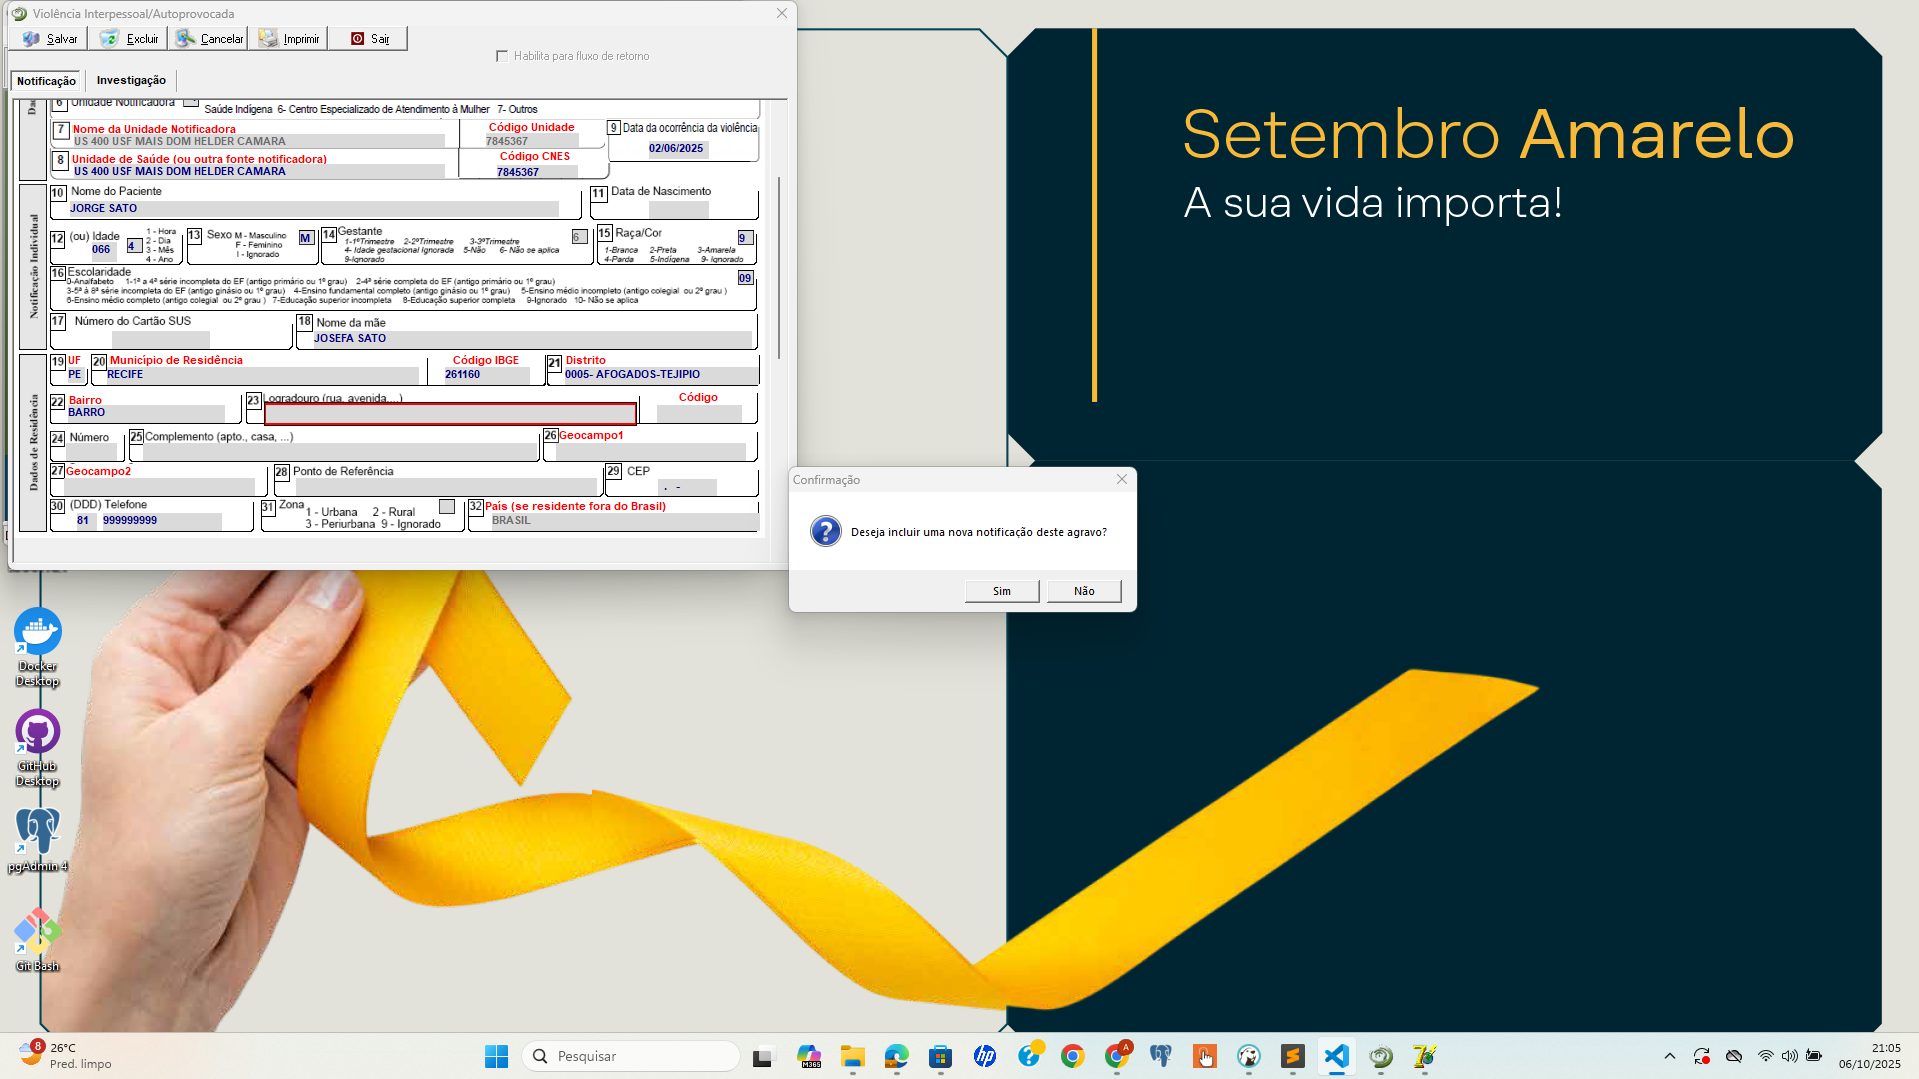 Violência Interpessoal/Autoprovocada
Salvar Excluir Cancelar Imprimir Sair
Habilita para fluxo de retorno
Notificação Investigação
6 Unidade Notificadora
Saúde Indígena 6- Centro Especializado de Atendimento à Mulher 7- Outros
7 Nome da Unidade Notificadora Código Unidade
US 400 USF MAIS DOM HELDER CAMARA 7845367
9 Data da ocorrência da violência
02/06/2025
8 Unidade de Saúde (ou outra fonte notificadora) Código CNES
US 400 USF MAIS DOM HELDER CAMARA 7845367
Notificação Individual
10 Nome do Paciente
JORGE SATO
11 Data de Nascimento
12 (ou) Idade
066 4
1 - Hora
2 - Dia
3 - Mês
4 - Ano
13 Sexo M - Masculino
F - Feminino
I - Ignorado
M
14 Gestante
1-1ºTrimestre 2-2ºTrimestre 3-3ºTrimestre
4- Idade gestacional Ignorada 5-Não 6- Não se aplica
9-Ignorado
6
15 Raça/Cor
9
1-Branca 2-Preta 3-Amarela
4-Parda 5-Indígena 9- Ignorado
16 Escolaridade
09
0-Analfabeto 1-1ª a 4ª série incompleta do EF (antigo primário ou 1º grau) 2-4ª série completa do EF (antigo primário ou 1º grau)
3-5ª à 8ª série incompleta do EF (antigo ginásio ou 1º grau) 4-Ensino fundamental completo (antigo ginásio ou 1º grau) 5-Ensino médio incompleto (antigo colegial ou 2º grau )
6-Ensino médio completo (antigo colegial ou 2º grau ) 7-Educação superior incompleta 8-Educação superior completa 9-Ignorado 10- Não se aplica
17 Número do Cartão SUS
18 Nome da mãe
JOSEFA SATO
Dados de Residência
19 UF
PE
20 Município de Residência Código IBGE
RECIFE 261160
21 Distrito
0005- AFOGADOS-TEJIPIO
22 Bairro
BARRO
23 Logradouro (rua, avenida,...) Código
24 Número
25 Complemento (apto., casa, ...)
26 Geocampo1
27 Geocampo2
28 Ponto de Referência
29 CEP
. -
30 (DDD) Telefone
81 999999999
31 Zona
1 - Urbana 2 - Rural
3 - Periurbana 9 - Ignorado
32 País (se residente fora do Brasil)
BRASIL
Confirmação
Deseja incluir uma nova notificação deste agravo?
Sim Não
Setembro Amarelo
A sua vida importa!
Docker
Desktop
GitHub
Desktop
pgAdmin 4
Git Bash
8
26°C
Pred. limpo
Pesquisar
M365
hp
A
21:05
06/10/2025